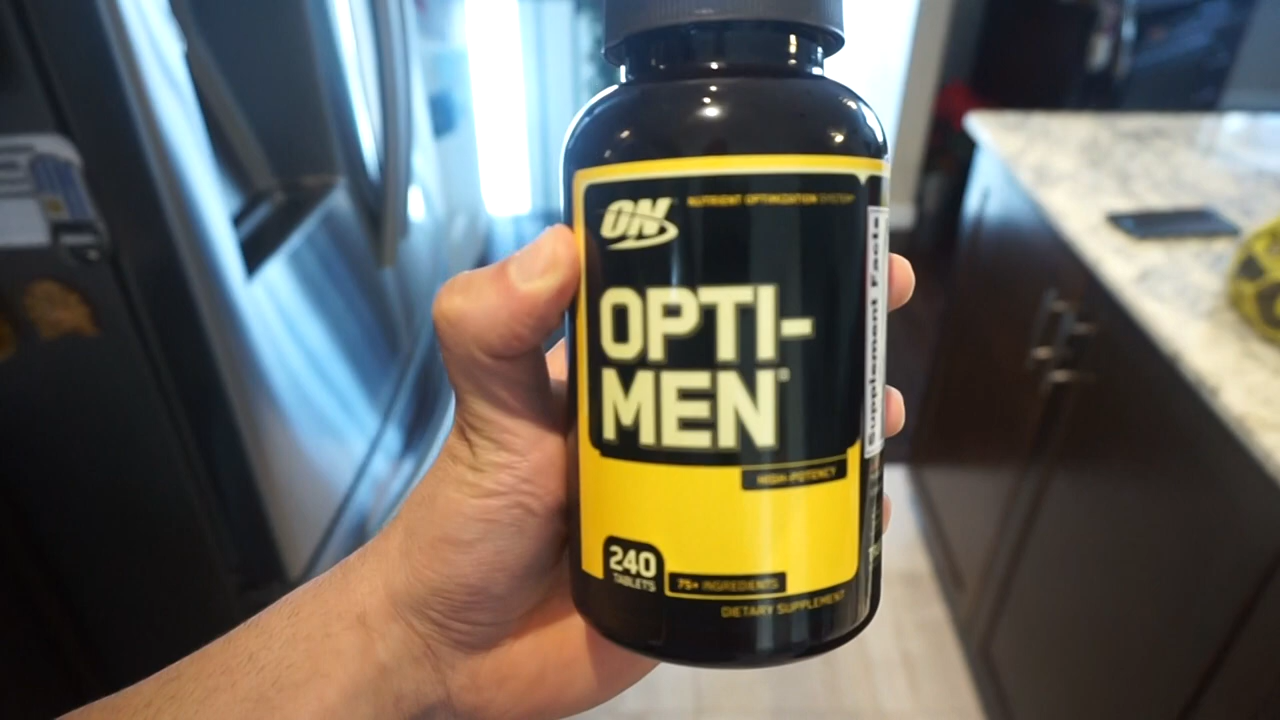 ON
NUTRIENT OPTIMIZATION SYSTEM
OPTI-
MEN
HIGH-POTENCY
240
TABLETS
75+ INGREDIENTS
DIETARY SUPPLEMENT
Supplement Facts